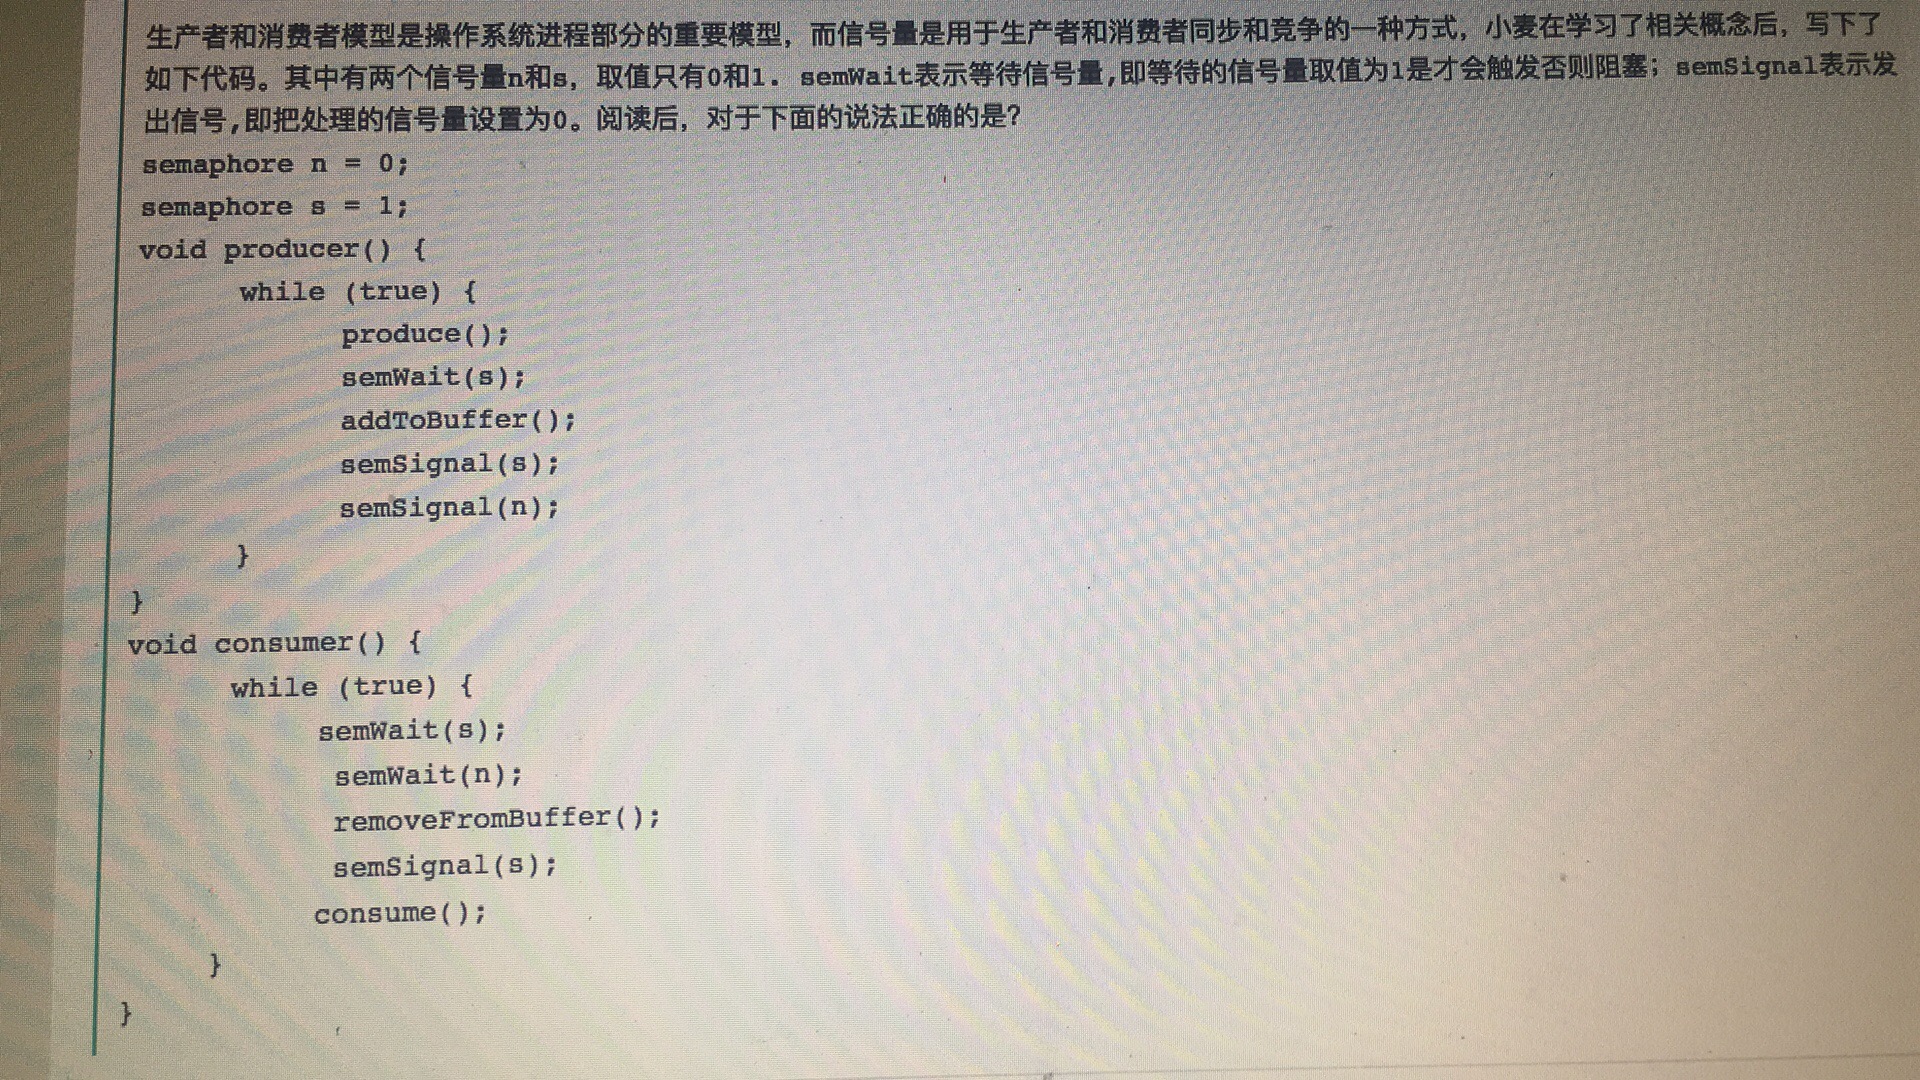 生产者和消费者模型是操作系统进程部分的重要模型，而信号量是用于生产者和消费者同步和竞争的一种方式，小麦在学习了相关概念后，写下了
如下代码。其中有两个信号量n和s，取值只有0和1. semWait表示等待信号量,即等待的信号量取值为1是才会触发否则阻塞；semSignal表示发
出信号,即把处理的信号量设置为0。阅读后，对于下面的说法正确的是?
semaphore n = 0;
semaphore s = 1;
void producer() {
while (true) {
produce();
semWait(s);
addToBuffer();
semSignal(s);
semSignal(n);
}
}
void consumer() {
while (true) {
semWait(s);
semWait(n);
removeFromBuffer();
semSignal(s);
consume();
}
}